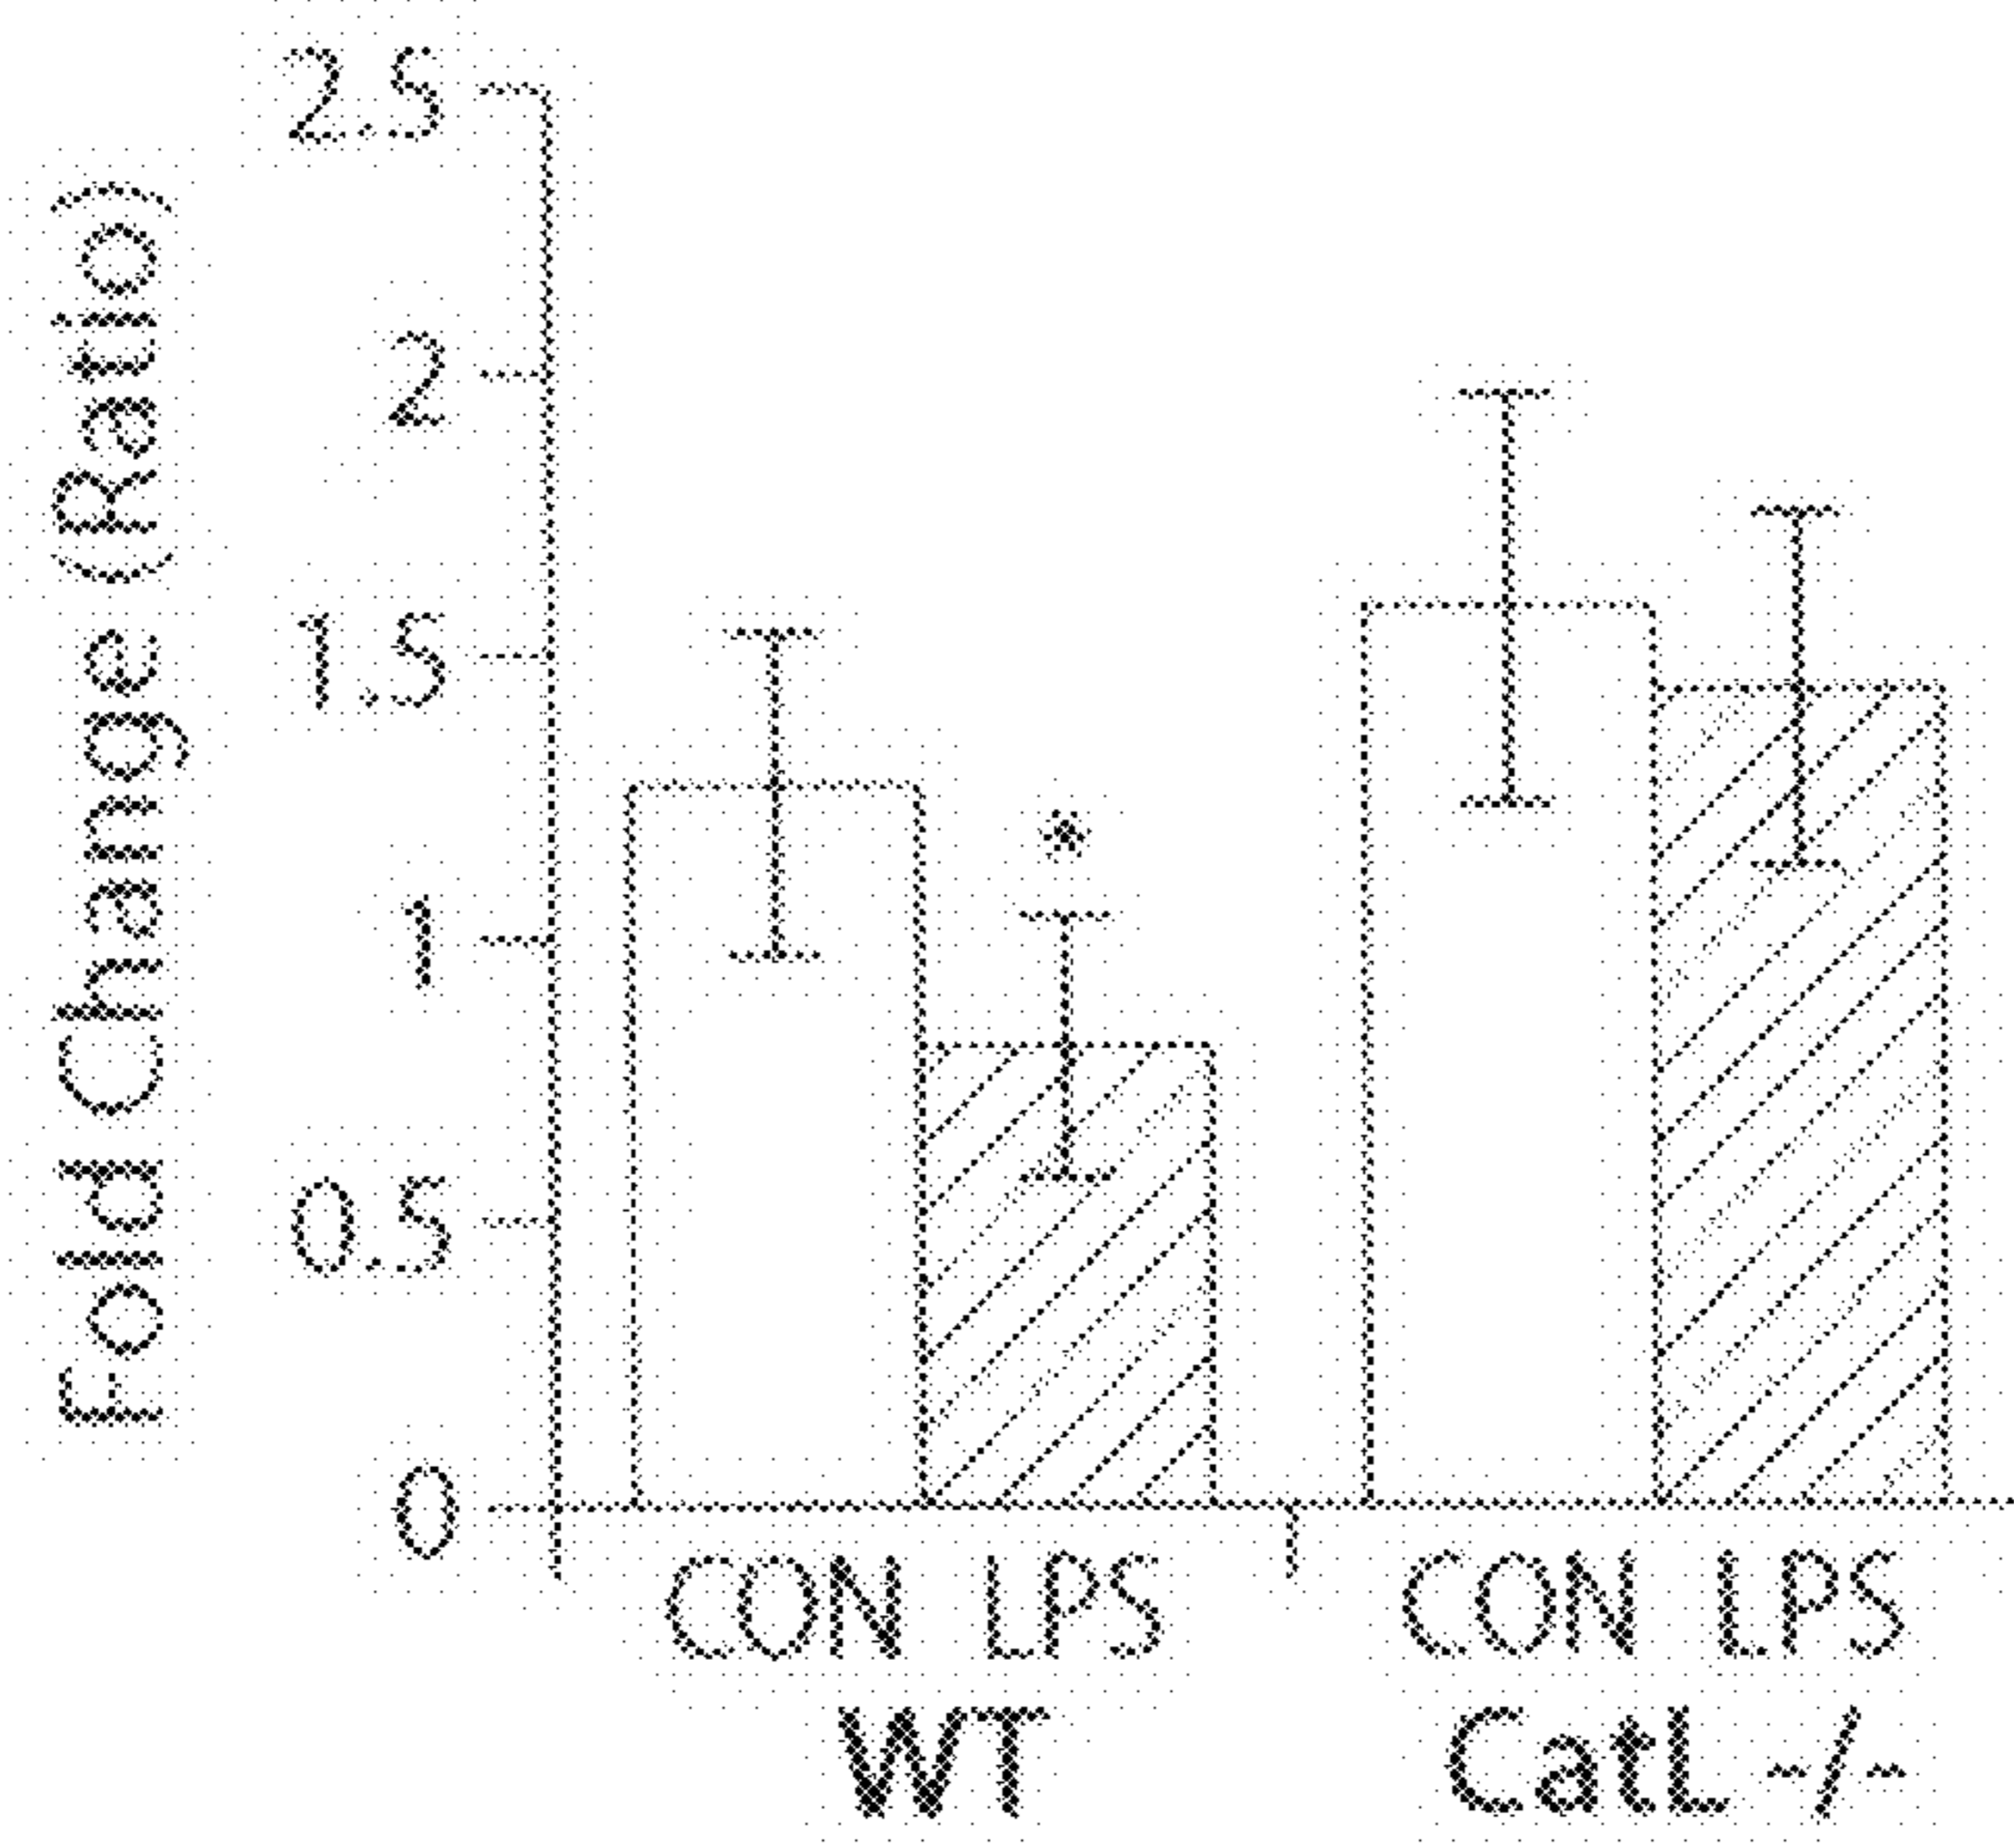 Fold Change (Ratio)
2.5
2
1.5
1
0.5
0
*
CON LPS CON LPS
WT CatL -/-